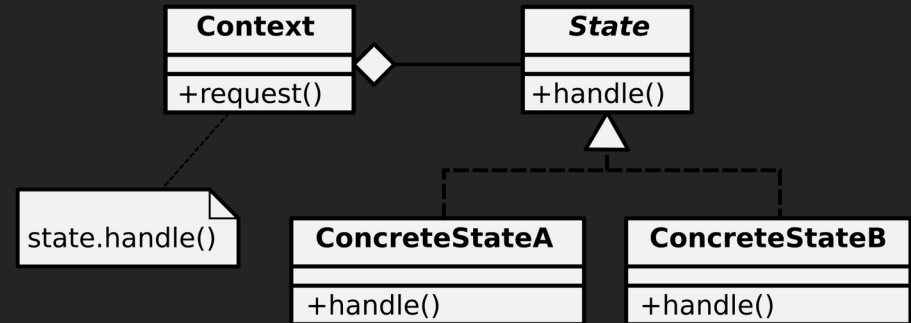 Context
State
+request()
+handle()
state.handle()
ConcreteStateA
ConcreteStateB
+handle()
+handle()